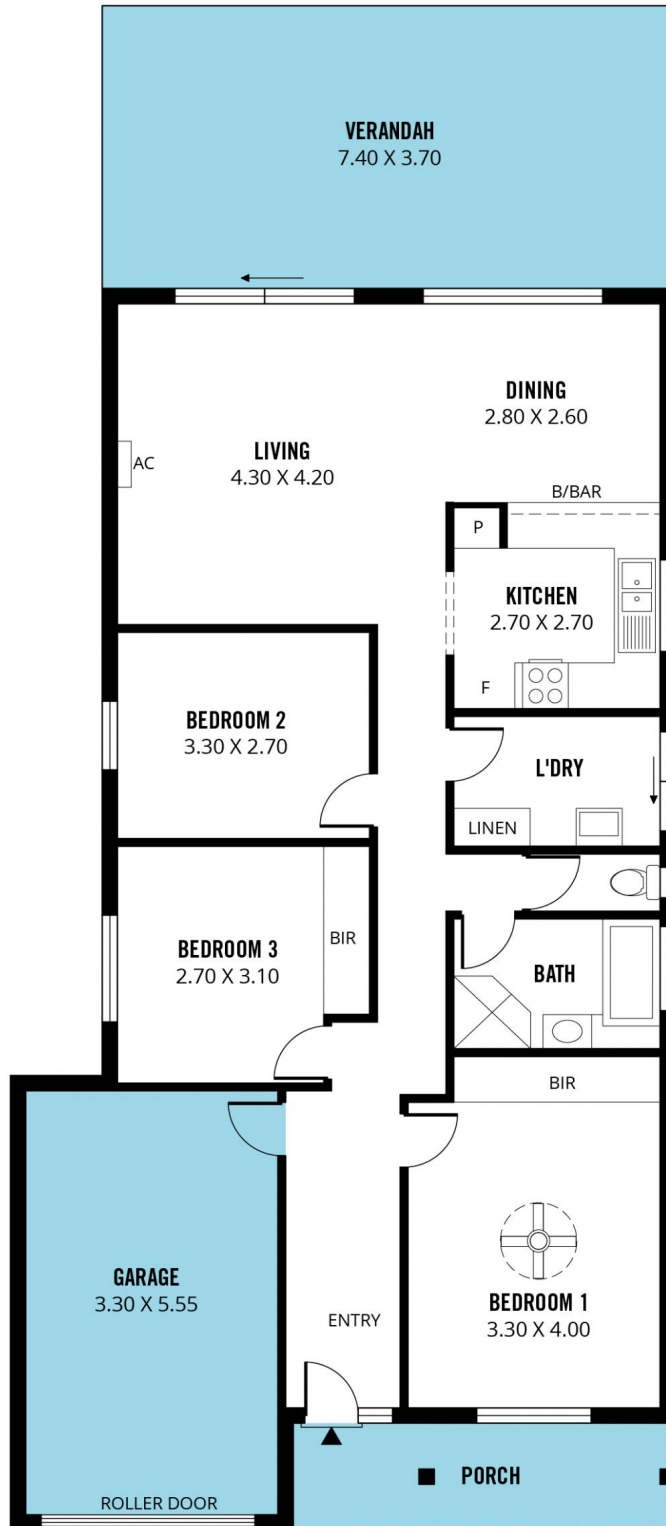 VERANDAH
7.40 X 3.70
DINING
2.80 X 2.60
LIVING
4.30 X 4.20
AC
B/BAR
P
KITCHEN
2.70 X 2.70
F
BEDROOM 2
3.30 X 2.70
L'DRY
LINEN
BEDROOM 3
2.70 X 3.10
BIR
BATH
BIR
GARAGE
3.30 X 5.55
BEDROOM 1
3.30 X 4.00
ENTRY
PORCH
ROLLER DOOR